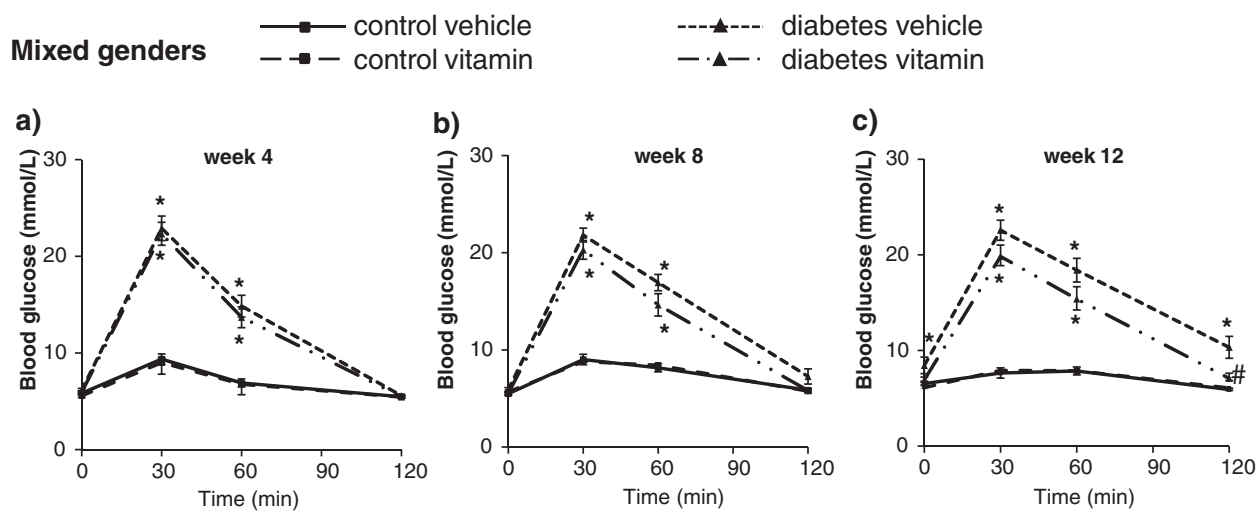 Mixed genders
control vehicle
control vitamin
diabetes vehicle
diabetes vitamin
a)
week 4
Blood glucose (mmol/L)
30
20
10
0
* * * *
0 30 60 90 120
Time (min)
b)
week 8
Blood glucose (mmol/L)
30
20
10
0
* * * *
0 30 60 90 120
Time (min)
c)
week 12
Blood glucose (mmol/L)
30
20
10
0
* * * * * * #
0 30 60 90 120
Time (min)